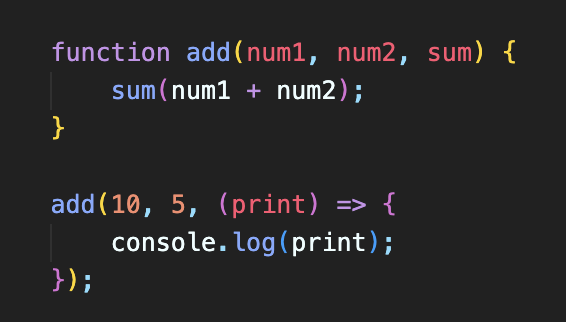 function add(num1, num2, sum) {
    sum(num1 + num2);
}
add(10, 5, (print) => {
    console.log(print);
});